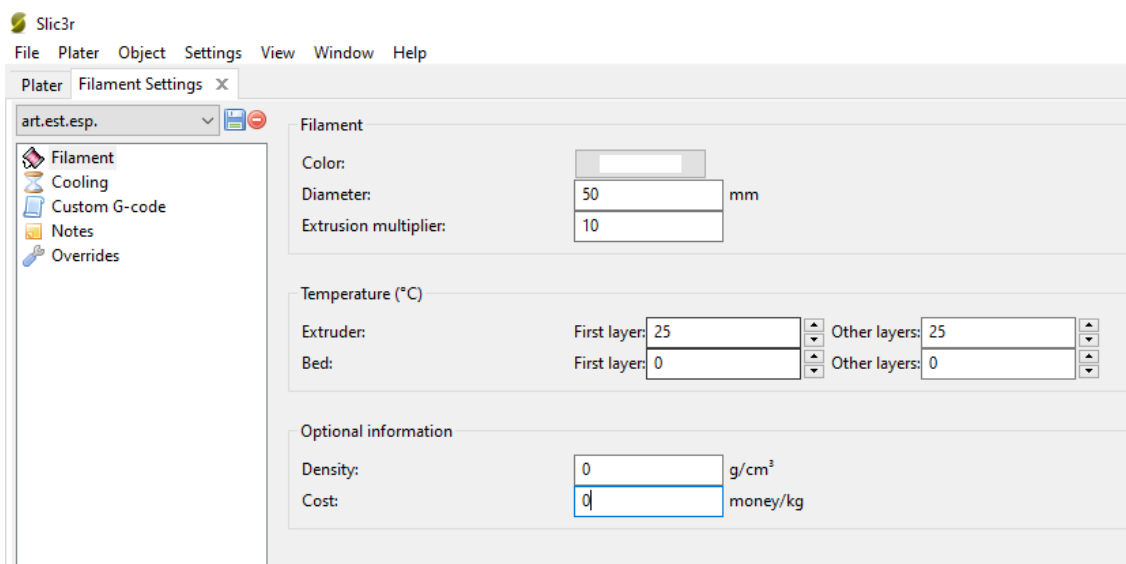 Slic3r
File Plater Object Settings View Window Help
Plater Filament Settings X
art.est.esp.
Filament
Cooling
Custom G-code
Notes
Overrides
Filament
Color:
Diameter: 50 mm
Extrusion multiplier: 10
Temperature (°C)
Extruder: First layer: 25 Other layers: 25
Bed: First layer: 0 Other layers: 0
Optional information
Density: 0 g/cm³
Cost: 0 money/kg